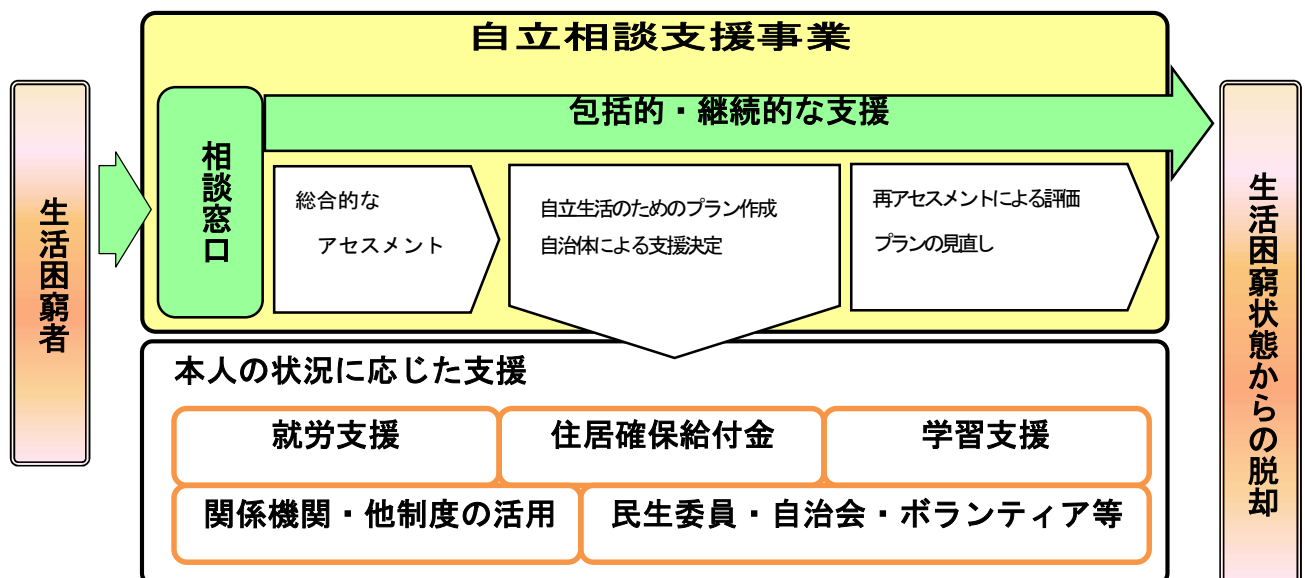 自立相談支援事業
生活困窮者
相談窓口
包括的・継続的な支援
総合的な
アセスメント
自立生活のためのプラン作成
自治体による支援決定
再アセスメントによる評価
プランの見直し
生活困窮状態からの脱却
本人の状況に応じた支援
就労支援
住居確保給付金
学習支援
関係機関・他制度の活用
民生委員・自治会・ボランティア等